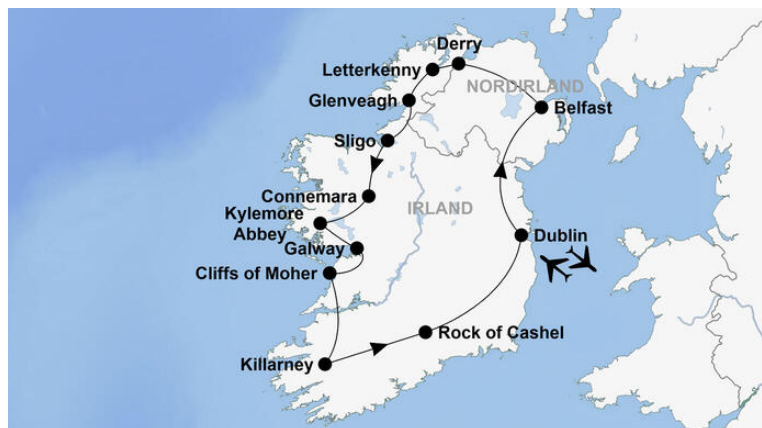 Derry
Letterkenny
NORDIRLAND
Glenveagh
Belfast
Sligo
Connemara
IRLAND
Kylemore
Abbey
Dublin
Galway
Cliffs of Moher
Rock of Cashel
Killarney